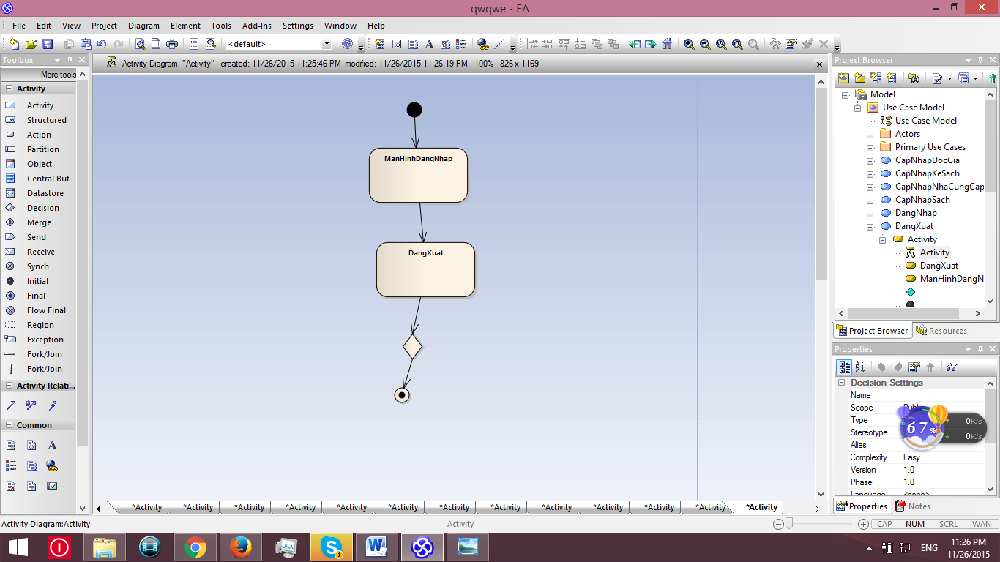 qwqwe - EA
File Edit View Project Diagram Element Tools Add-Ins Settings Window Help
<default>
Toolbox
More tools
Activity
Activity
Structured
Action
Partition
Object
Central Buf
Datastore
Decision
Merge
Send
Receive
Synch
Initial
Final
Flow Final
Region
Exception
Fork/Join
Fork/Join
Activity Relati...
Common
Activity Diagram: "Activity" created: 11/26/2015 11:25:46 PM modified: 11/26/2015 11:26:19 PM 100% 826 x 1169
ManHinhDangNhap
DangXuat
*Activity *Activity *Activity *Activity *Activity *Activity *Activity *Activity *Activity *Activity *Activity *Activity *Activity
Project Browser
Model
Use Case Model
Use Case Model
Actors
Primary Use Cases
CapNhapDocGia
CapNhapKeSach
CapNhapNhaCungCap
CapNhapSach
DangNhap
DangXuat
Activity
Activity
DangXuat
ManHinhDangN
Project Browser Resources
Properties
Decision Settings
Name
Scope Public
Type
Stereotype
Alias
Complexity Easy
Version 1.0
Phase 1.0
Language <none>
67%
0K/s
0K/s
Properties Notes
Activity Diagram:Activity Activity CAP NUM SCRL WAN
1
ENG
11:26 PM
11/26/2015